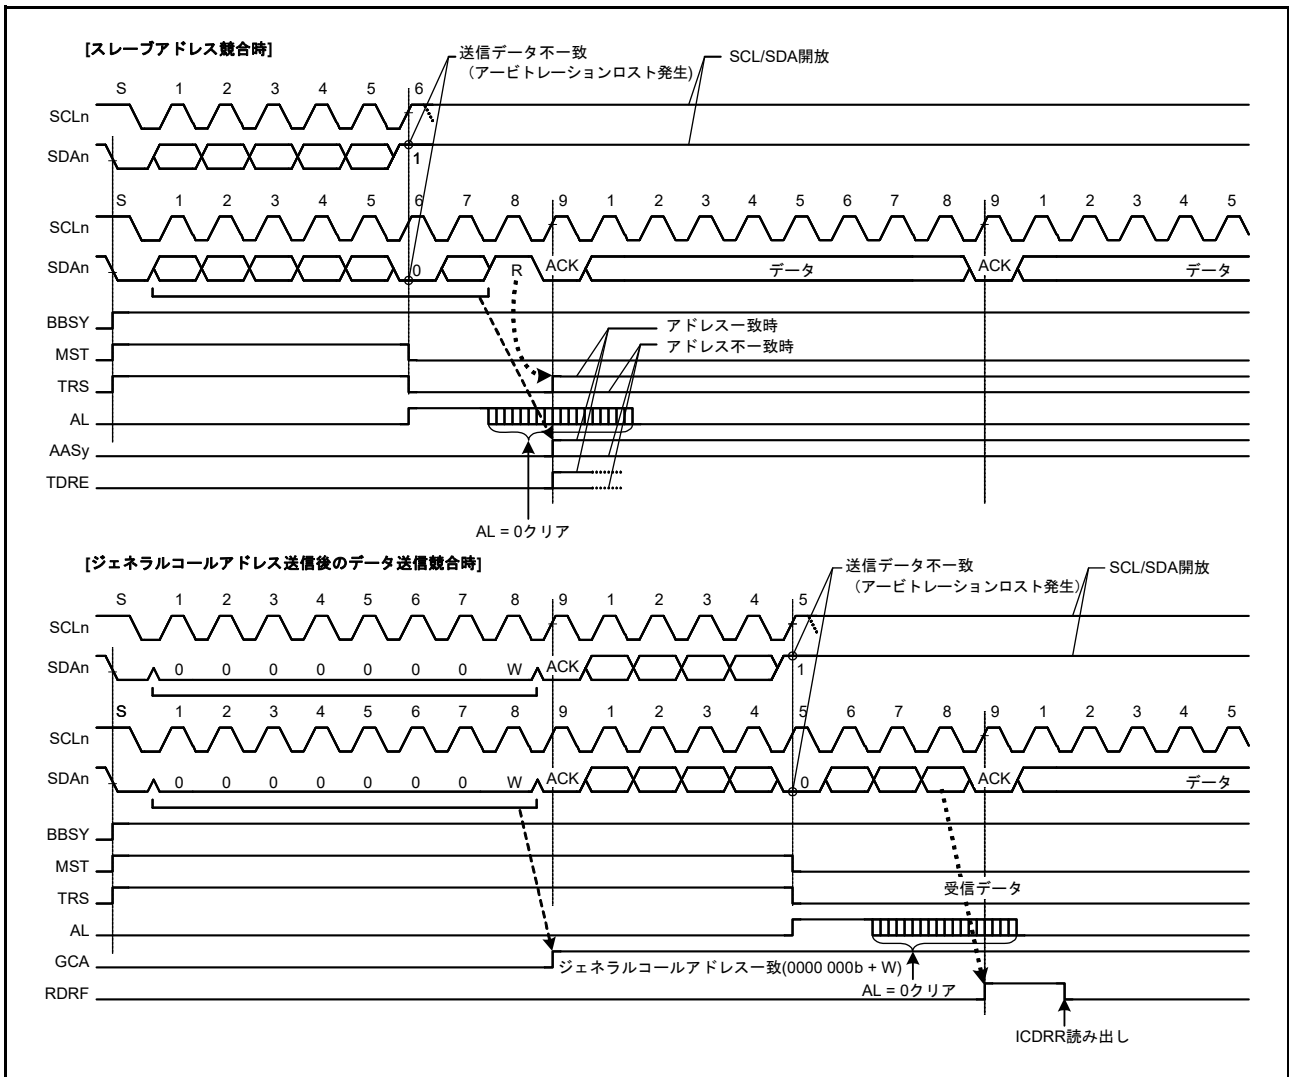 [スレーブアドレス競合時]
送信データ不一致
(アービトレーションロスト発生)
SCL/SDA開放
S 1 2 3 4 5 6
SCLn
SDAn 1
S 1 2 3 4 5 6 7 8 9 1 2 3 4 5 6 7 8 9 1 2 3 4 5
SCLn
SDAn 0 R ACK データ ACK データ
BBSY
アドレス一致時
MST
アドレス不一致時
TRS
AL
AASy
TDRE
AL = 0クリア
[ジェネラルコールアドレス送信後のデータ送信競合時]
送信データ不一致
(アービトレーションロスト発生)
SCL/SDA開放
S 1 2 3 4 5 6 7 8 9 1 2 3 4 5
SCLn
SDAn 0 0 0 0 0 0 0 W ACK 1
S 1 2 3 4 5 6 7 8 9 1 2 3 4 5 6 7 8 9 1 2 3 4 5
SCLn
SDAn 0 0 0 0 0 0 0 W ACK 0 ACK データ
BBSY
MST
TRS 受信データ
AL
GCA ジェネラルコールアドレス一致(0000 000b + W)
AL = 0クリア
RDRF
ICDRR読み出し